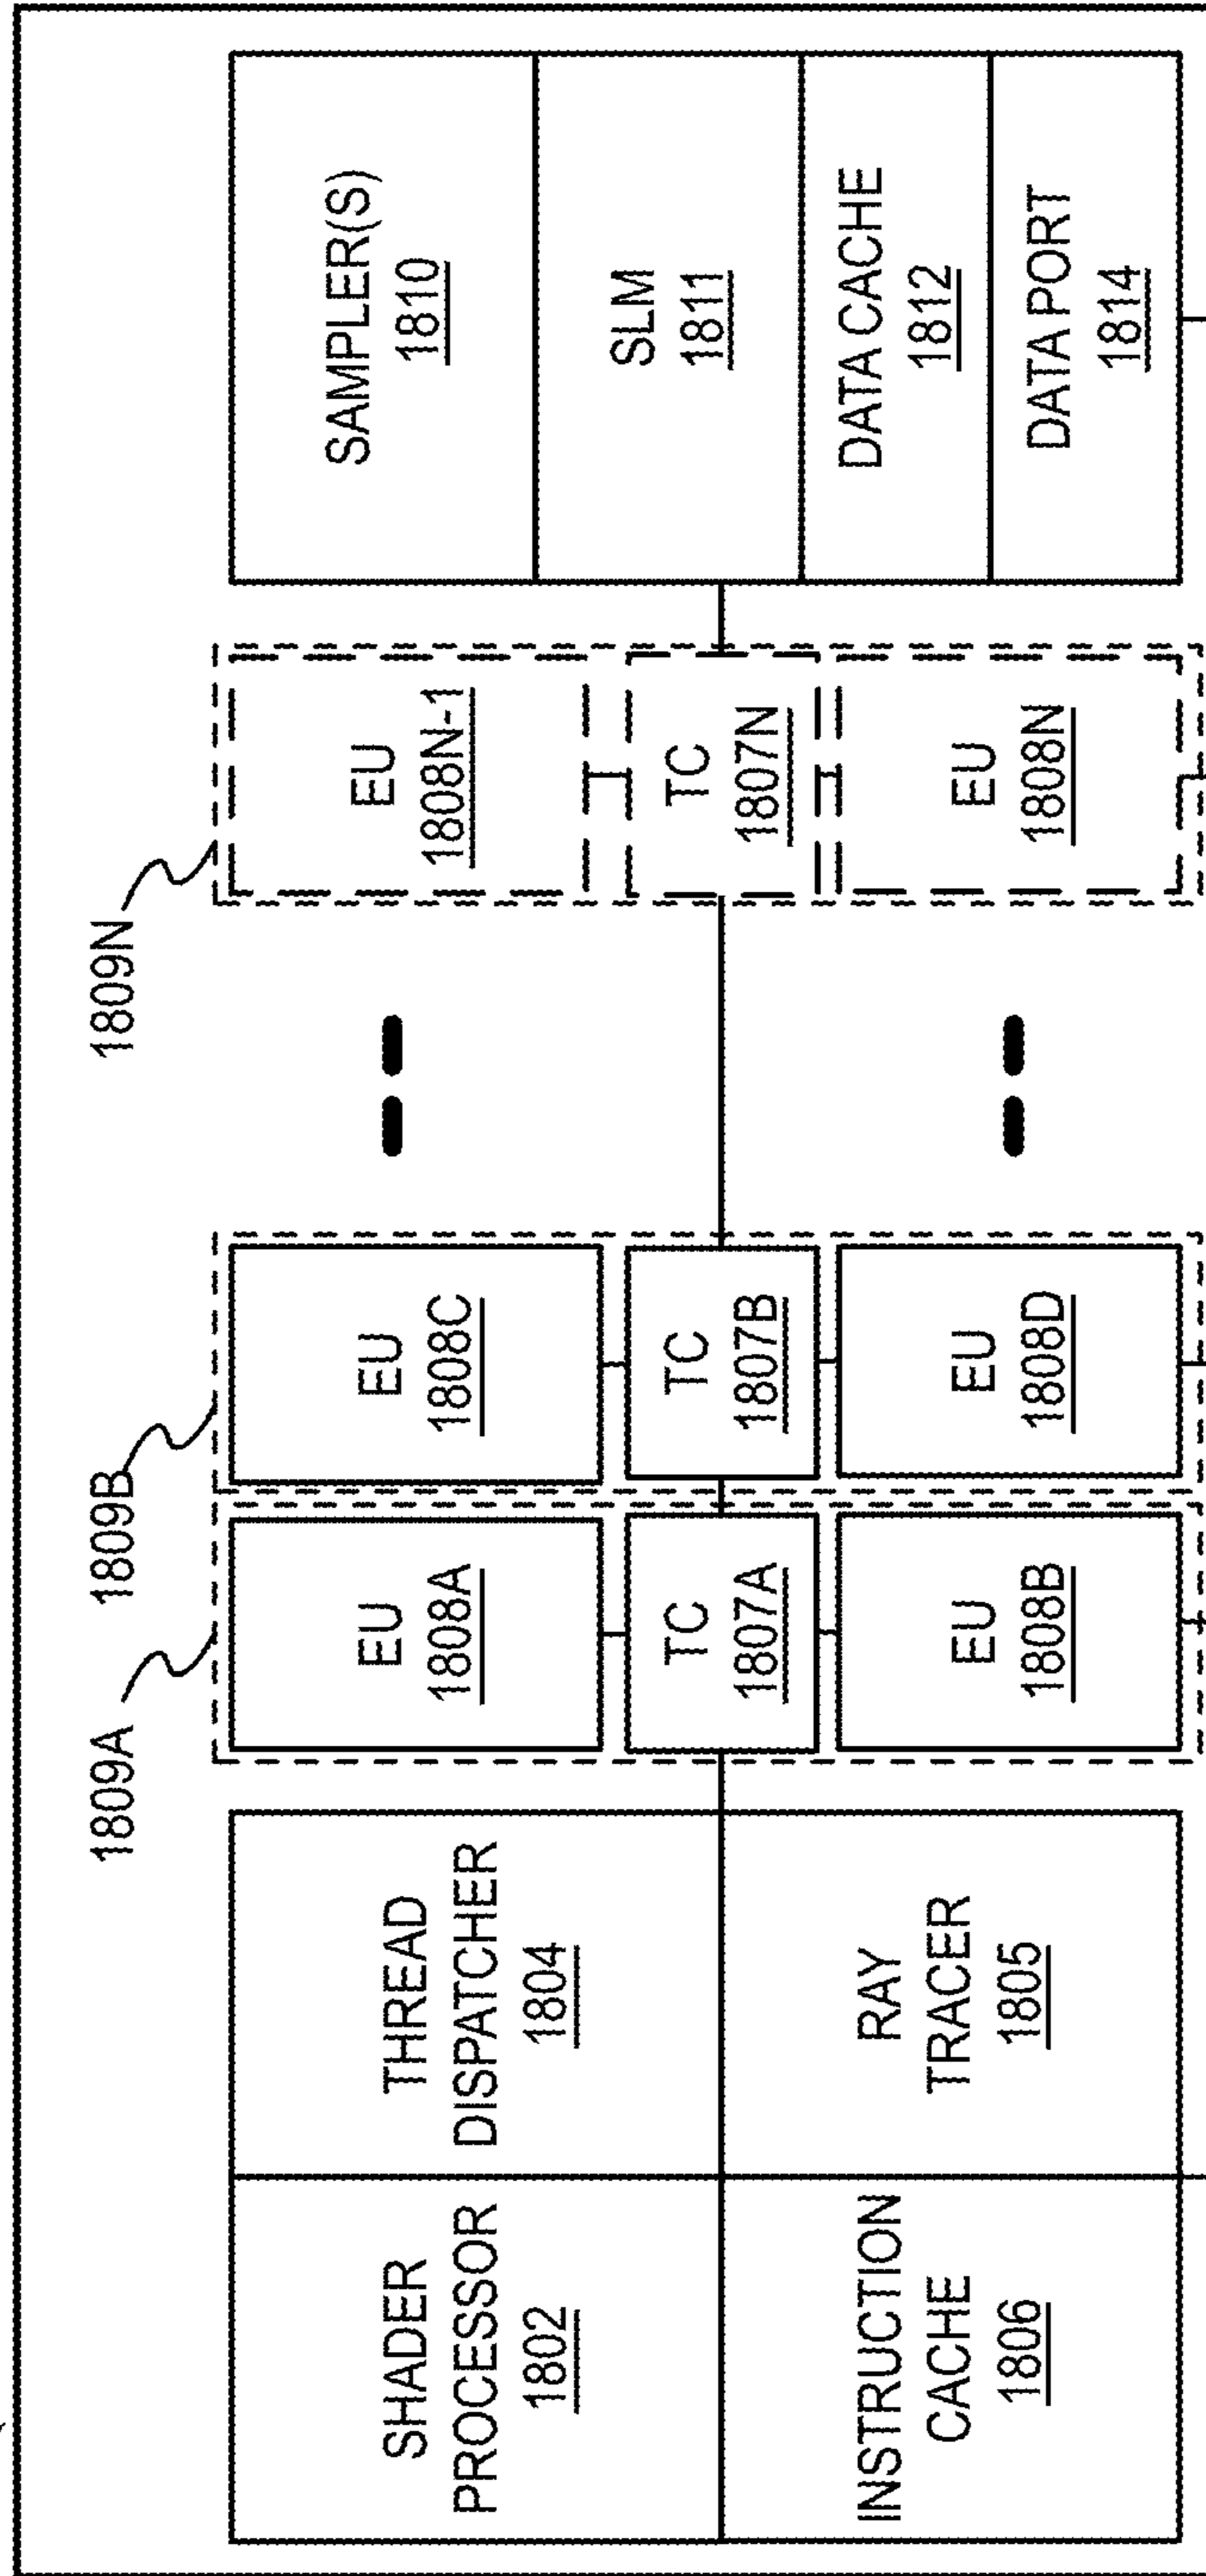 1809A
1809B
1809N
SHADER
PROCESSOR
1802
THREAD
DISPATCHER
1804
INSTRUCTION
CACHE
1806
RAY
TRACER
1805
EU
1808A
TC
1807A
EU
1808B
EU
1808C
TC
1807B
EU
1808D
EU
1808N-1
TC
1807N
EU
1808N
SAMPLER(S)
1810
SLM
1811
DATA CACHE
1812
DATA PORT
1814